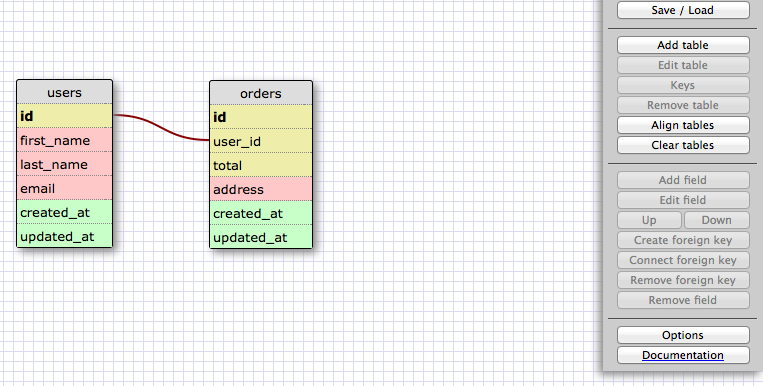 users
id
first_name
last_name
email
created_at
updated_at
orders
id
user_id
total
address
created_at
updated_at
Save / Load
Add table
Edit table
Keys
Remove table
Align tables
Clear tables
Add field
Edit field
Up Down
Create foreign key
Connect foreign key
Remove foreign key
Remove field
Options
Documentation